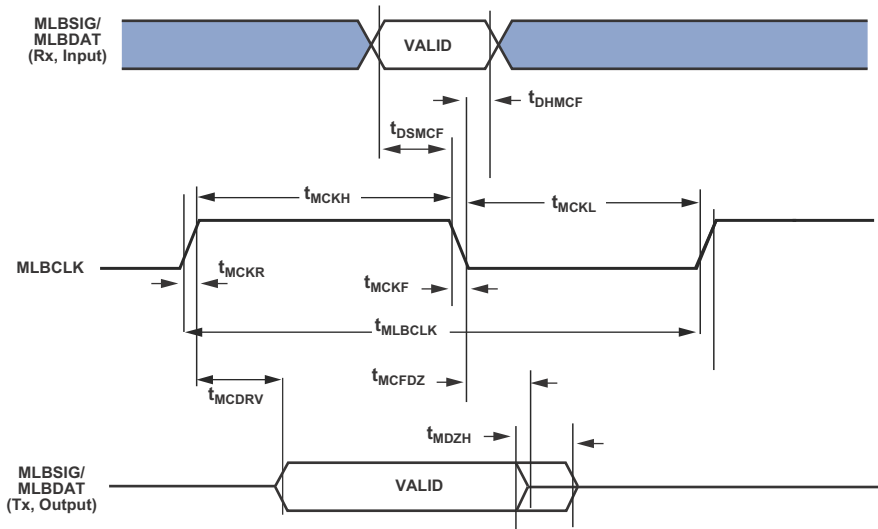 MLBSIG/
MLBDAT
(Rx, Input)
VALID
tDHMCF
tDSMCF
tMCKH
tMCKL
MLBCLK
tMCKR
tMCKF
tMLBCLK
tMCFDZ
tMCDRV
tMDZH
MLBSIG/
MLBDAT
(Tx, Output)
VALID